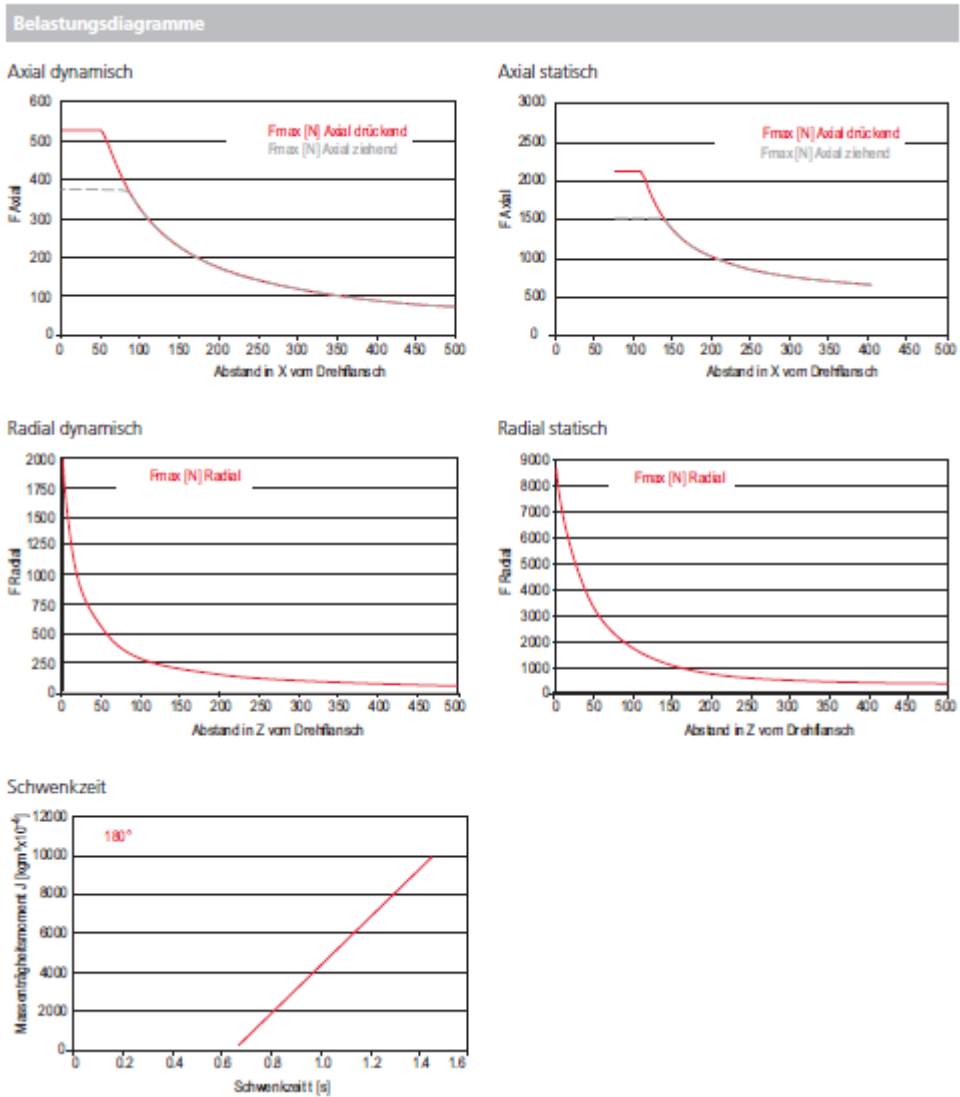 Belastungsdiagramme
Axial dynamisch
F Axial
600
500
400
300
200
100
0
Fmax [N] Axial drückend
Fmax [N] Axial ziehend
0 50 100 150 200 250 300 350 400 450 500
Abstand in X vom Drehflansch
Axial statisch
F Axial
3000
2500
2000
1500
1000
500
0
Fmax [N] Axial drückend
Fmax [N] Axial ziehend
0 50 100 150 200 250 300 350 400 450 500
Abstand in X vom Drehflansch
Radial dynamisch
F Radial
2000
1750
1500
1250
1000
750
500
250
0
Fmax [N] Radial
0 50 100 150 200 250 300 350 400 450 500
Abstand in Z vom Drehflansch
Radial statisch
F Radial
9000
8000
7000
6000
5000
4000
3000
2000
1000
0
Fmax [N] Radial
0 50 100 150 200 250 300 350 400 450 500
Abstand in Z vom Drehflansch
Schwenkzeit
Massenträgheitsmoment J [kgm²x10⁻⁴]
12000
10000
8000
6000
4000
2000
0
180°
0 0.2 0.4 0.6 0.8 1.0 1.2 1.4 1.6
Schwenkzeit t [s]